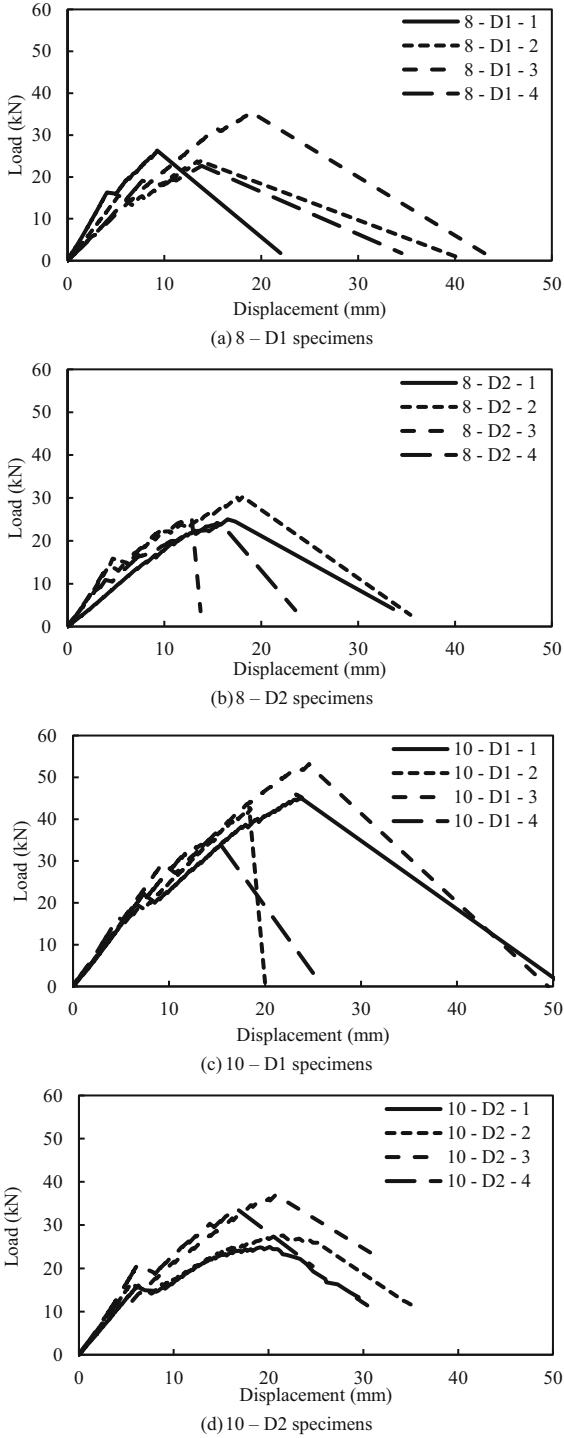 60
50
40
30
20
10
0
Load (kN)
8 - D1 - 1
8 - D1 - 2
8 - D1 - 3
8 - D1 - 4
0 10 20 30 40 50
Displacement (mm)
(a) 8 – D1 specimens
60
50
40
30
20
10
0
Load (kN)
8 - D2 - 1
8 - D2 - 2
8 - D2 - 3
8 - D2 - 4
0 10 20 30 40 50
Displacement (mm)
(b) 8 – D2 specimens
60
50
40
30
20
10
0
Load (kN)
10 - D1 - 1
10 - D1 - 2
10 - D1 - 3
10 - D1 - 4
0 10 20 30 40 50
Displacement (mm)
(c) 10 – D1 specimens
60
50
40
30
20
10
0
Load (kN)
10 - D2 - 1
10 - D2 - 2
10 - D2 - 3
10 - D2 - 4
0 10 20 30 40 50
Displacement (mm)
(d) 10 – D2 specimens